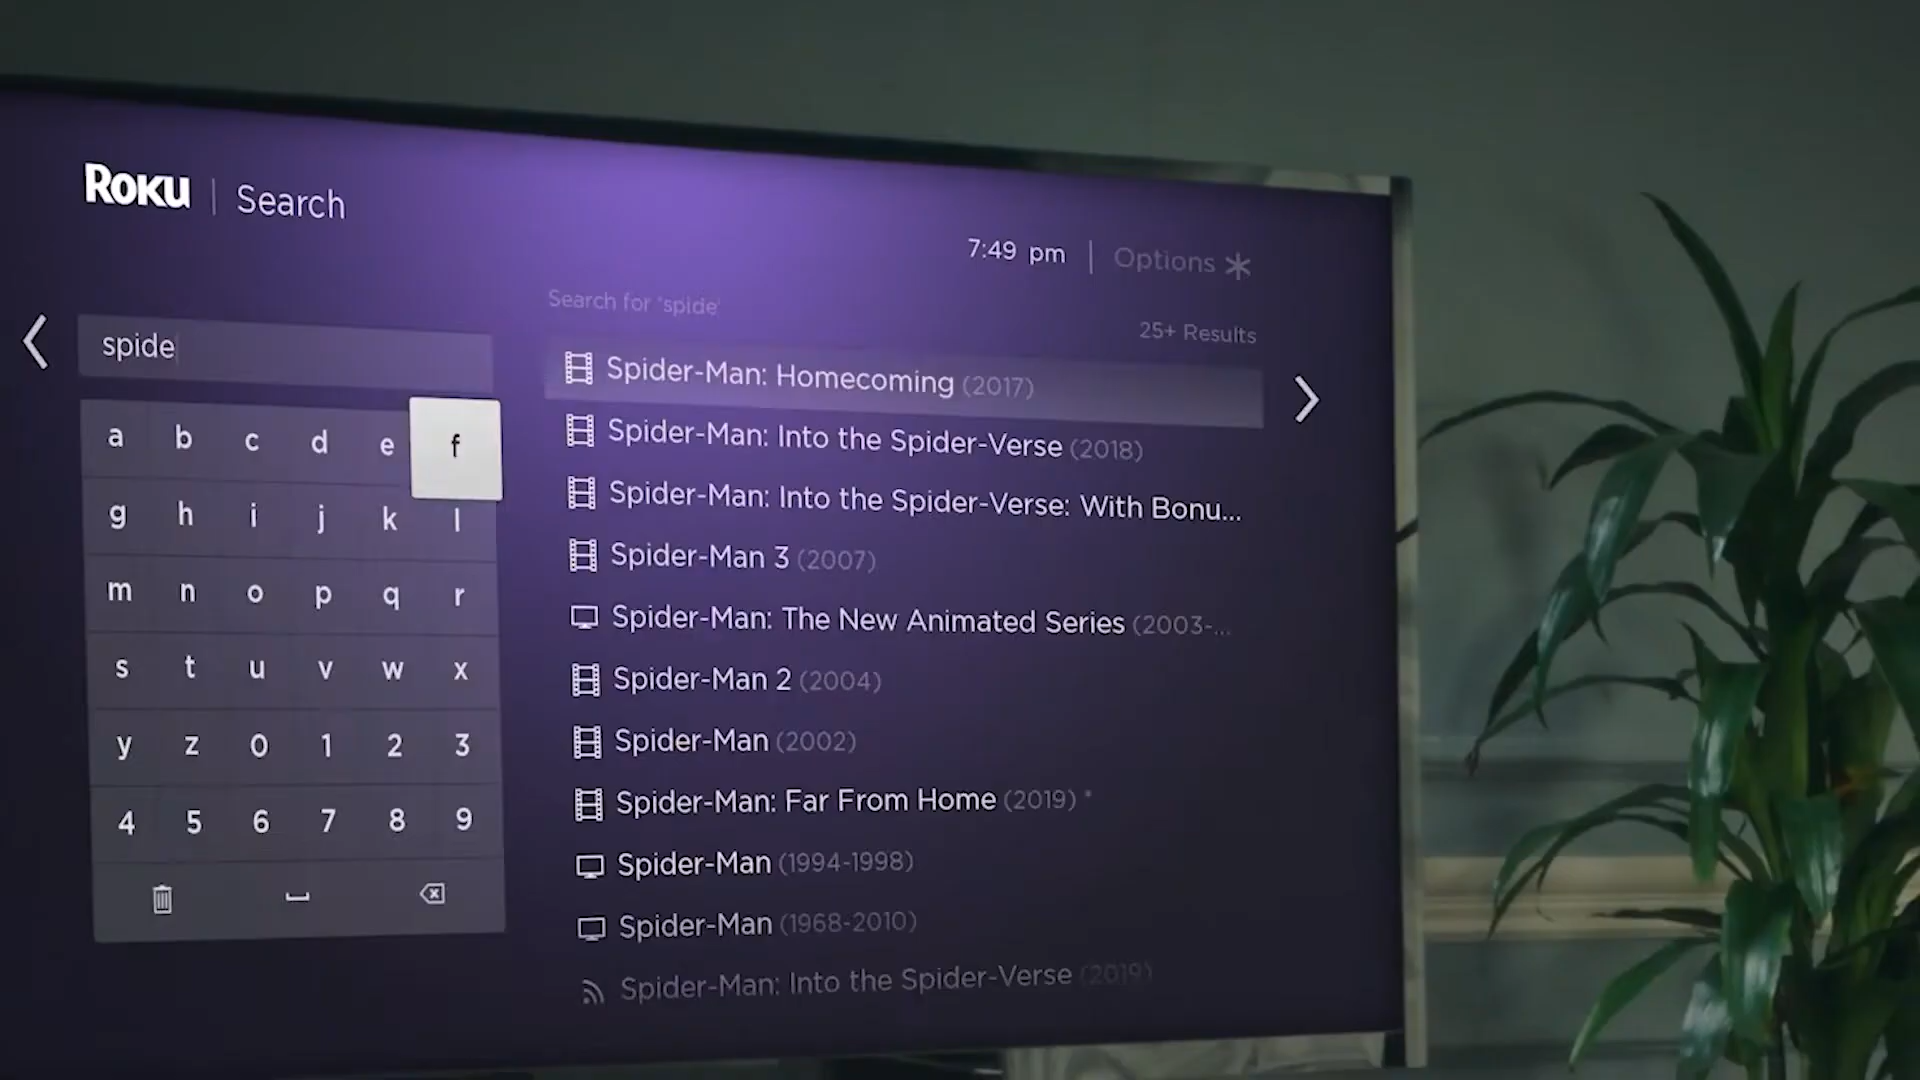 Roku | Search
7:49 pm | Options *
Search for 'spide'
25+ Results
spide
a b c d e f
g h i j k l
m n o p q r
s t u v w x
y z 0 1 2 3
4 5 6 7 8 9
Spider-Man: Homecoming (2017)
Spider-Man: Into the Spider-Verse (2018)
Spider-Man: Into the Spider-Verse: With Bonu...
Spider-Man 3 (2007)
Spider-Man: The New Animated Series (2003-...
Spider-Man 2 (2004)
Spider-Man (2002)
Spider-Man: Far From Home (2019) *
Spider-Man (1994-1998)
Spider-Man (1968-2010)
Spider-Man: Into the Spider-Verse (2019)